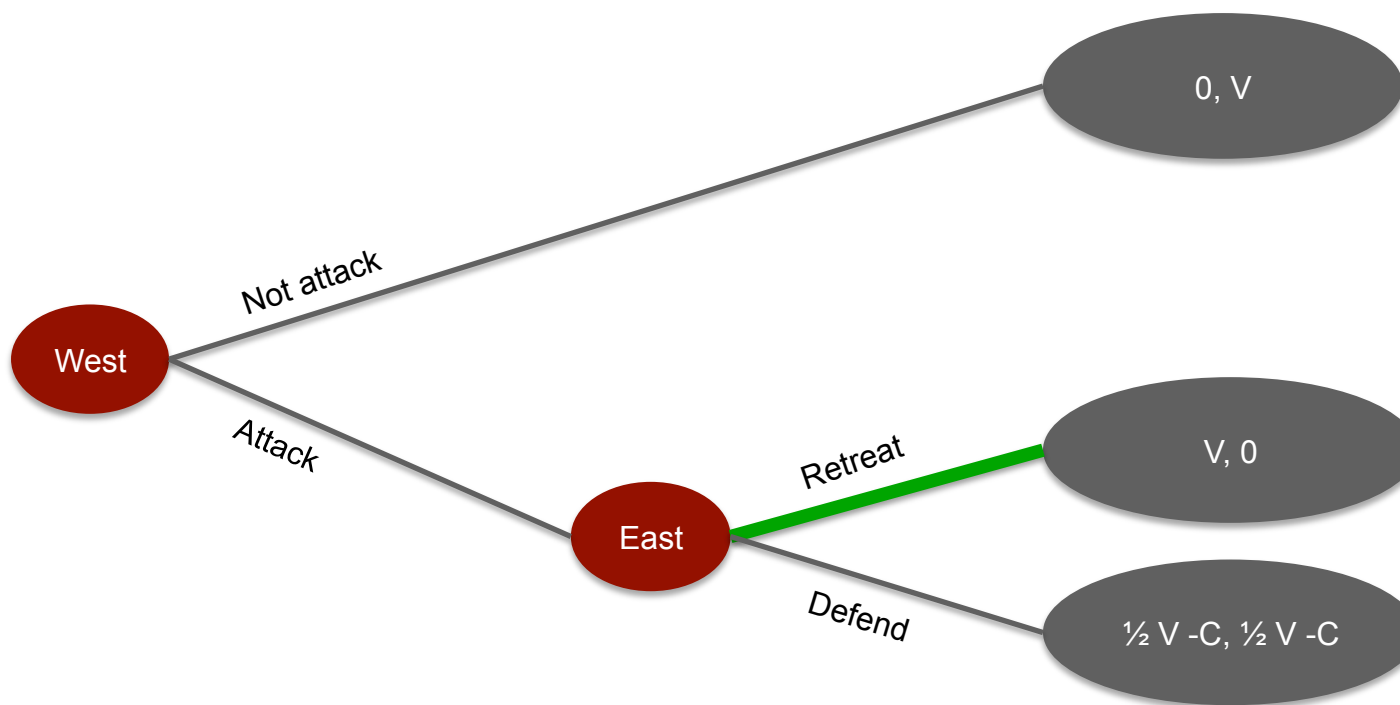 0, V
Not attack
West
Attack
Retreat
V, 0
East
Defend
½ V -C, ½ V -C